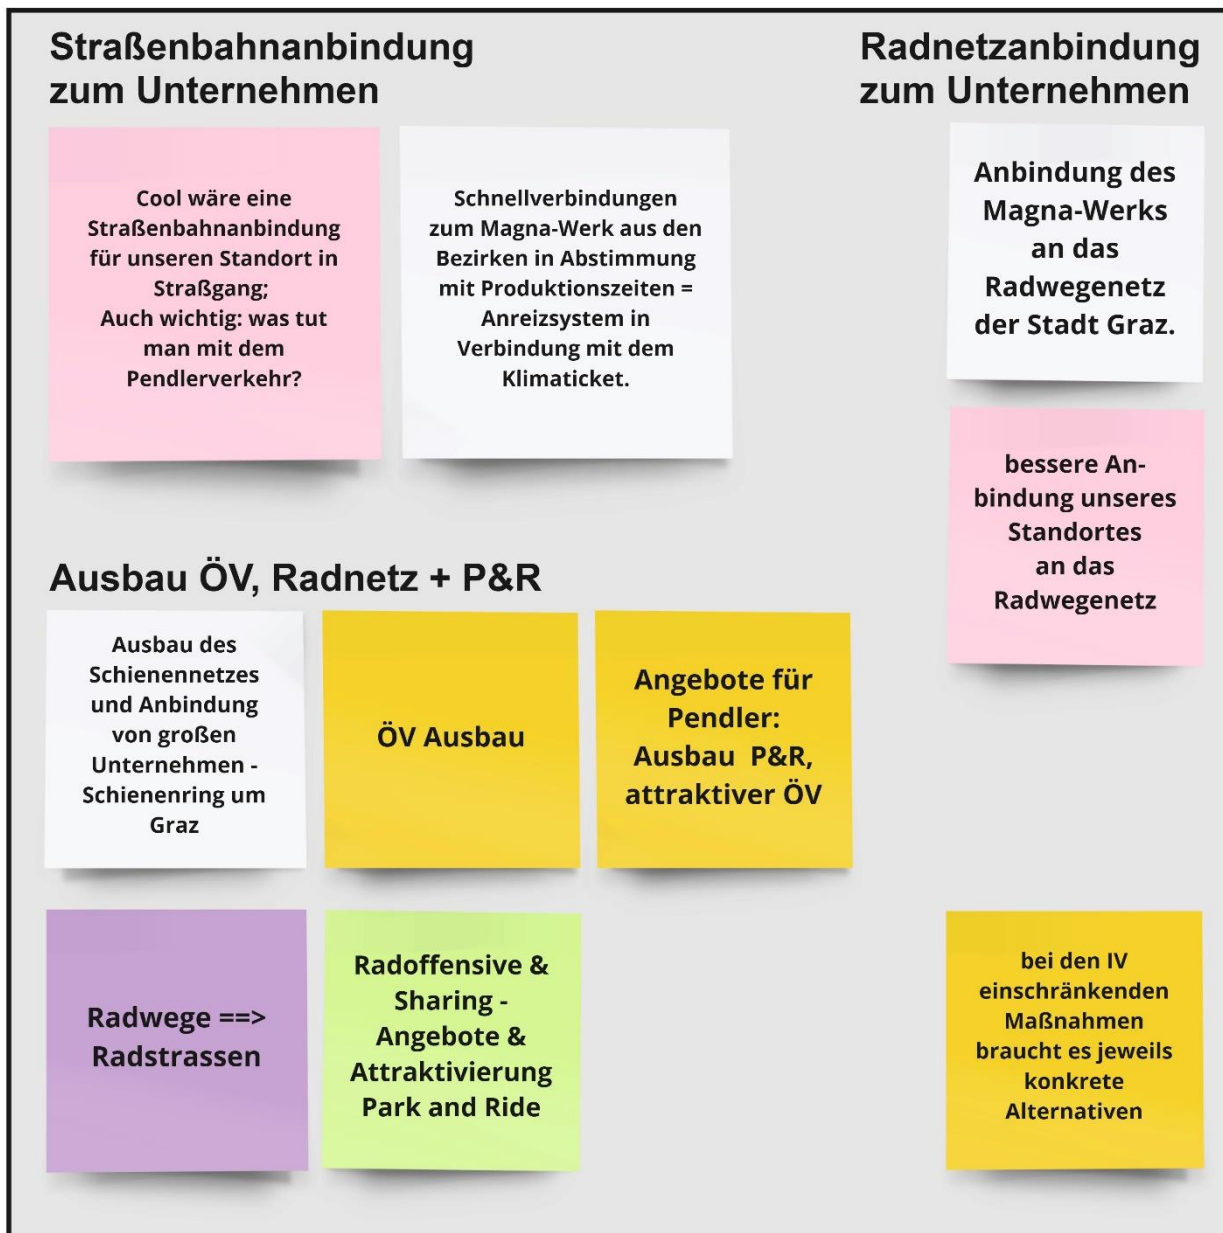 Straßenbahnanbindung
zum Unternehmen
Cool wäre eine
Straßenbahnanbindung
für unseren Standort in
Straßgang;
Auch wichtig: was tut
man mit dem
Pendlerverkehr?
Schnellverbindungen
zum Magna-Werk aus den
Bezirken in Abstimmung
mit Produktionszeiten =
Anreizsystem in
Verbindung mit dem
Klimaticket.
Radnetzanbindung
zum Unternehmen
Anbindung des
Magna-Werks
an das
Radwegenetz
der Stadt Graz.
bessere An-
bindung unseres
Standortes
an das
Radwegenetz
Ausbau ÖV, Radnetz + P&R
Ausbau des
Schienennetzes
und Anbindung
von großen
Unternehmen -
Schienenring um
Graz
ÖV Ausbau
Angebote für
Pendler:
Ausbau  P&R,
attraktiver ÖV
Radwege ==>
Radstrassen
Radoffensive &
Sharing -
Angebote &
Attraktivierung
Park and Ride
bei den IV
einschränkenden
Maßnahmen
braucht es jeweils
konkrete
Alternativen